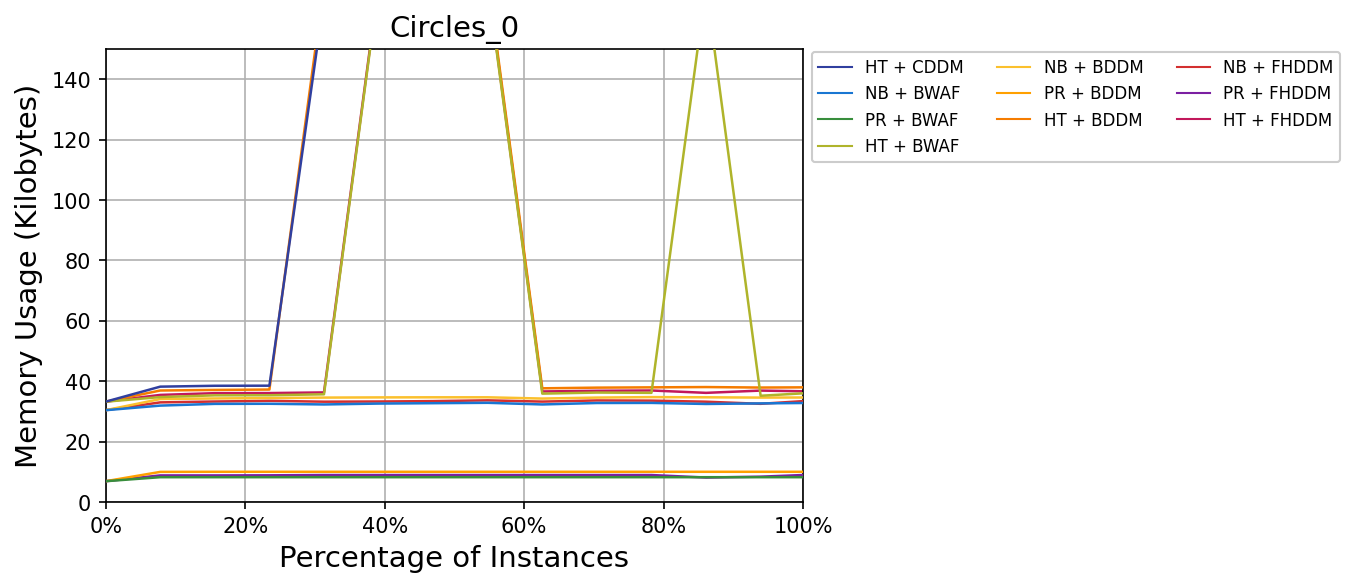 Circles_0
Memory Usage (Kilobytes)
140
120
100
80
60
40
20
0
0% 20% 40% 60% 80% 100%
Percentage of Instances
HT + CDDM NB + BDDM NB + FHDDM
NB + BWAF PR + BDDM PR + FHDDM
PR + BWAF HT + BDDM HT + FHDDM
HT + BWAF